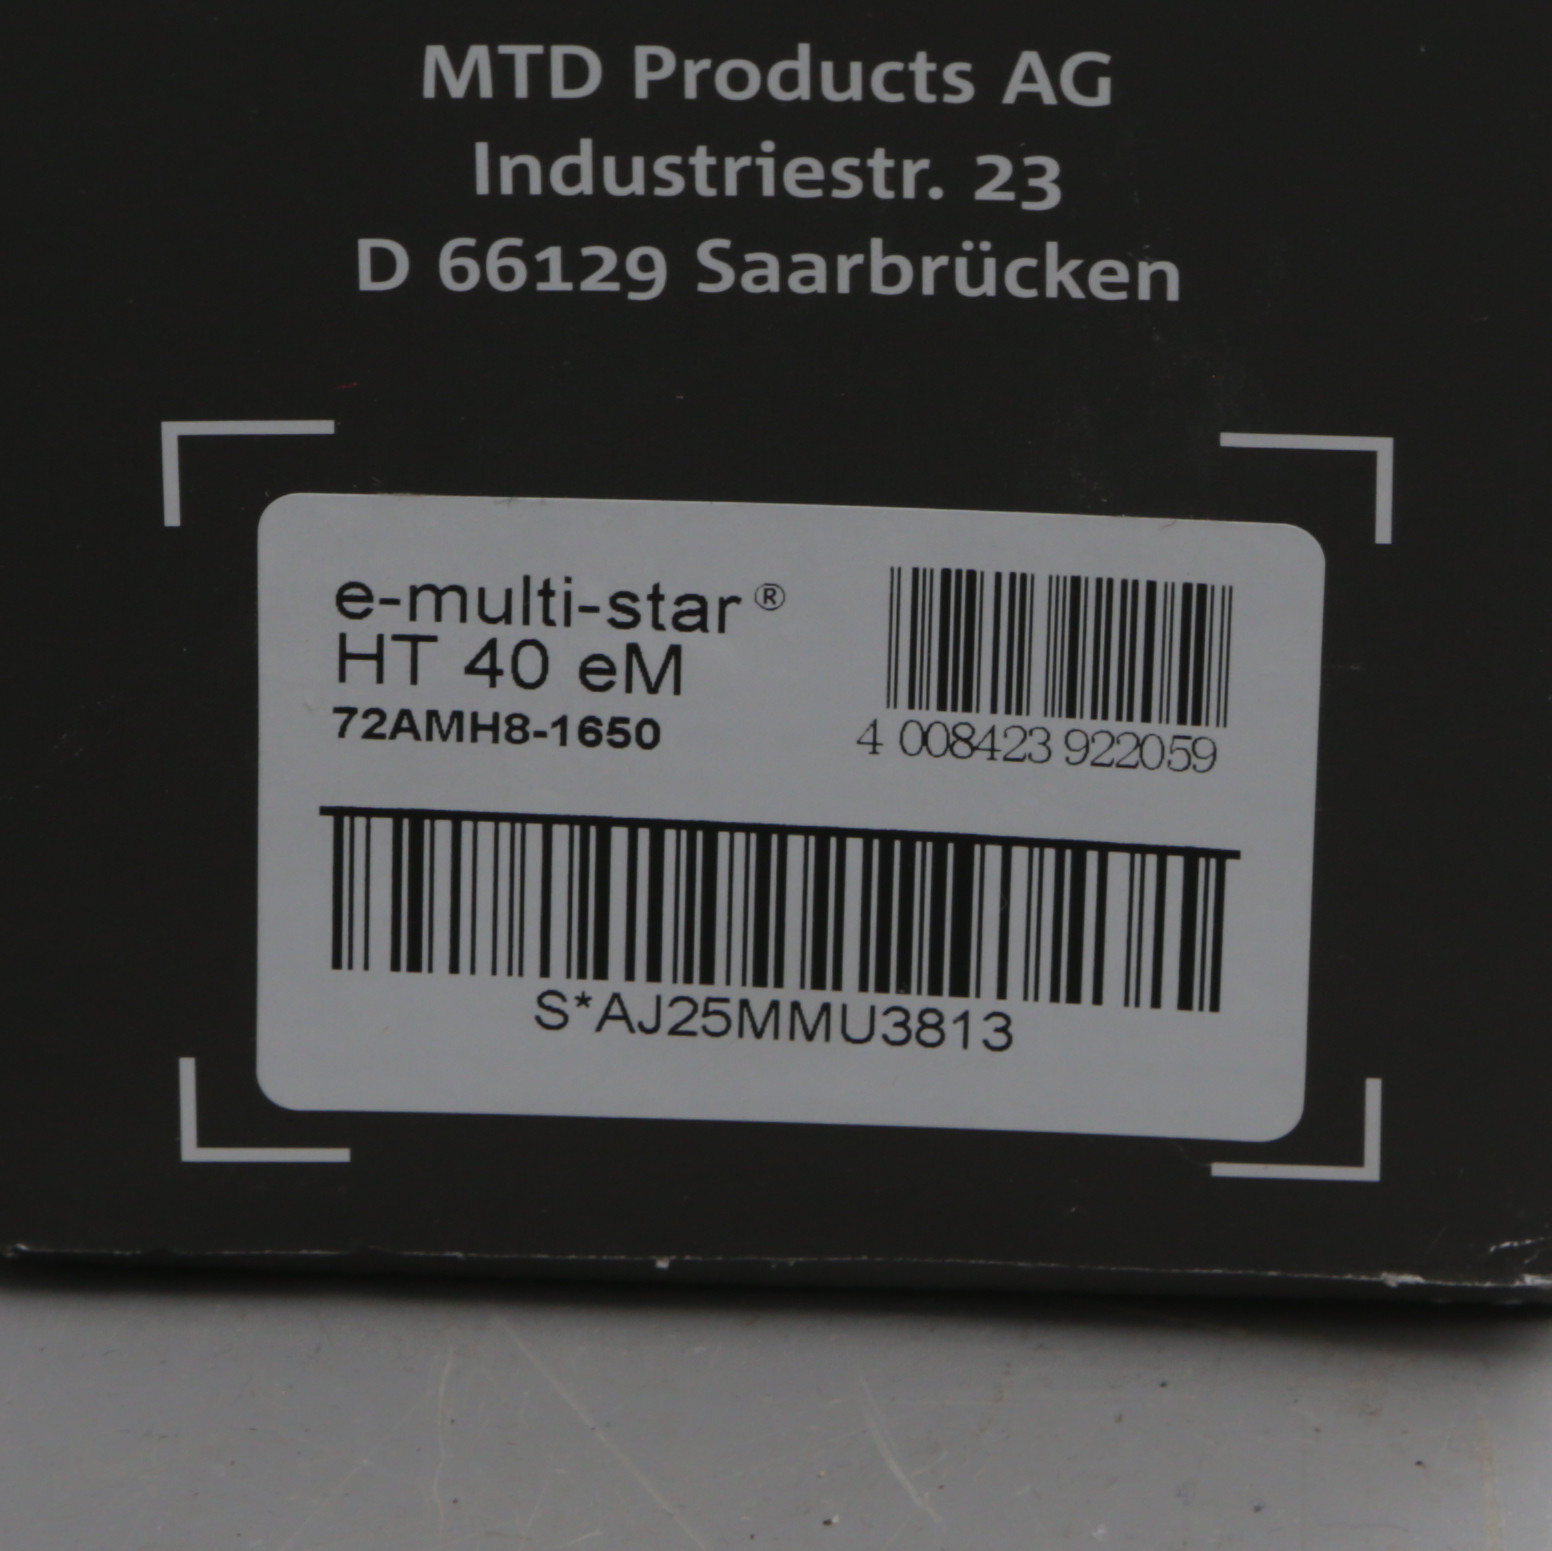 MTD Products AG
Industriestr. 23
D 66129 Saarbrücken
e-multi-star®
HT 40 eM
72AMH8-1650
4 008423 922059
S*AJ25MMU3813